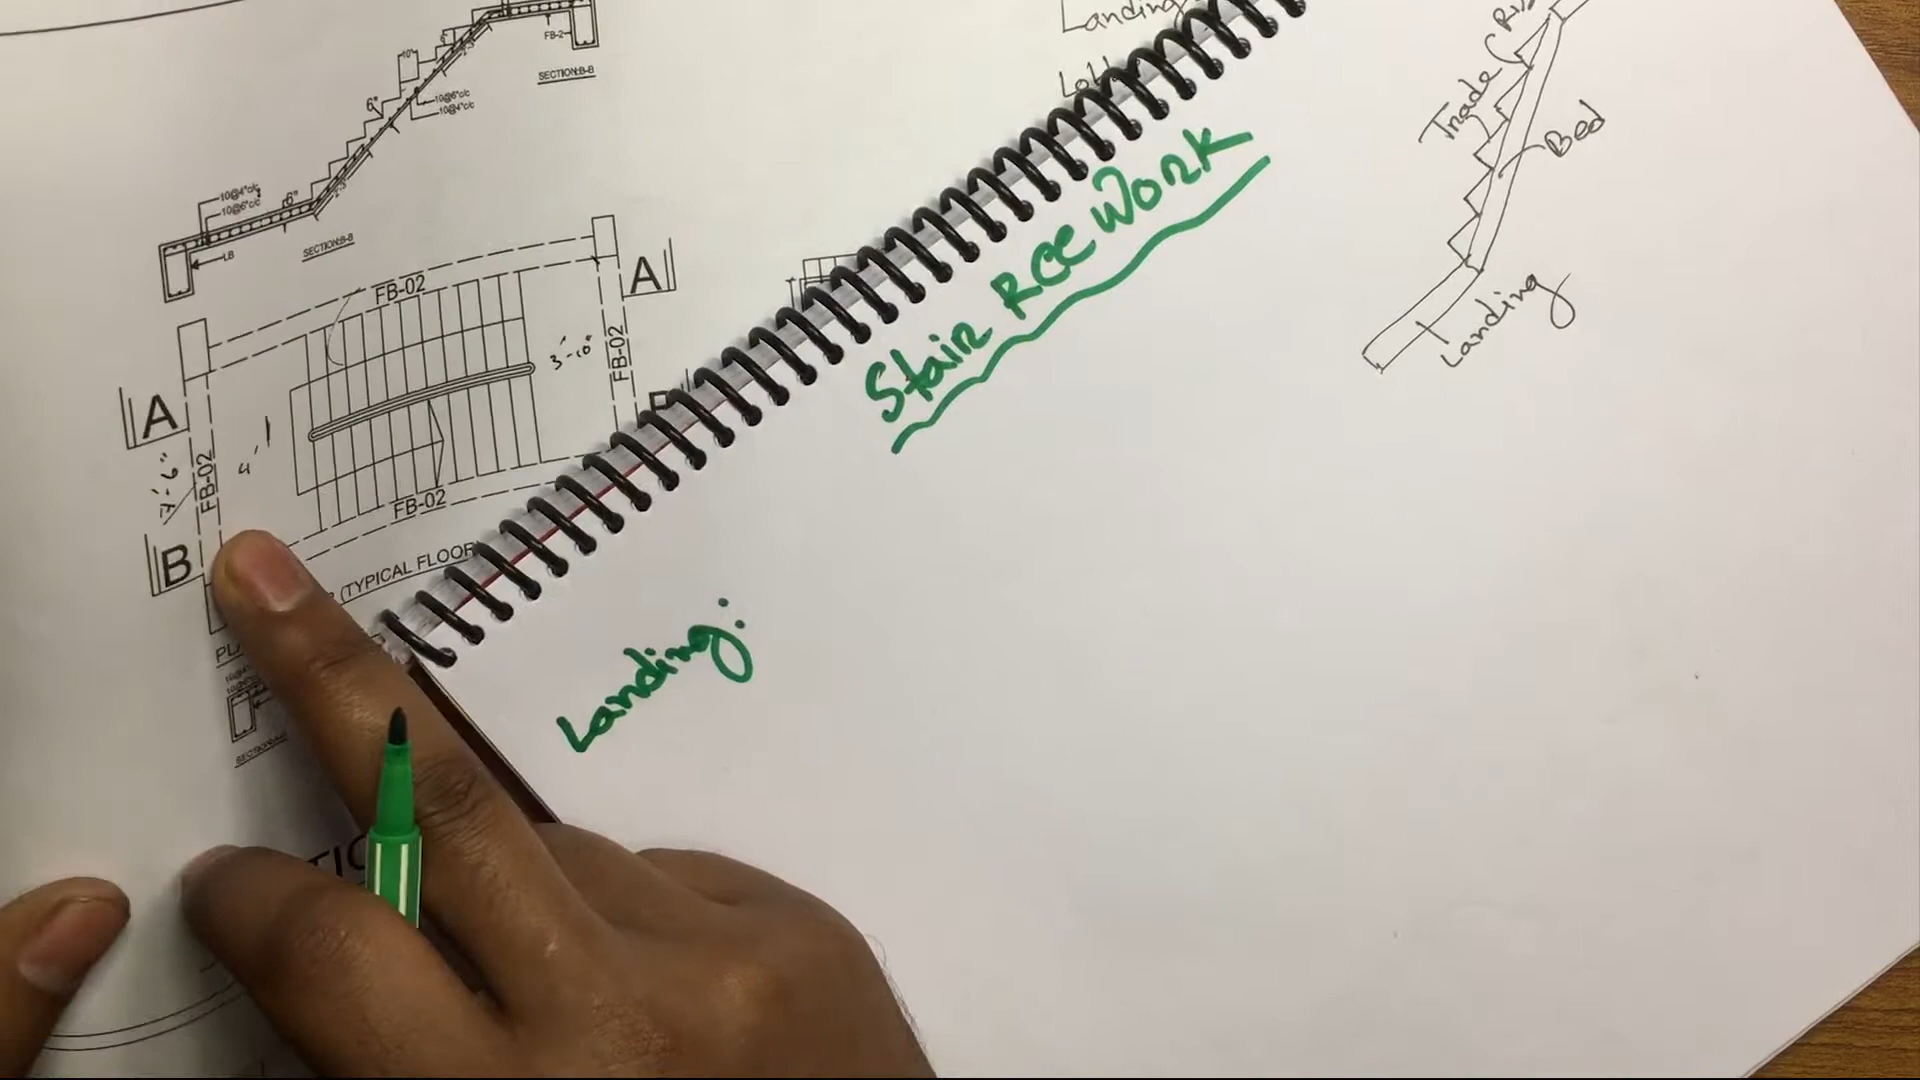 FB-2
SECTION:B-B
10"
6"
6"
10@6"c/c
10@4"c/c
10@4"c/c
10@6"c/c
6"
LB
SECTION:B-B
FB-02
A
3'-10"
FB-02
A
4'
7'-6"
FB-02
FB-02
B
(TYPICAL FLOOR
Landing
Stair RCC Work
Trade
Bed
Landing
Landing: